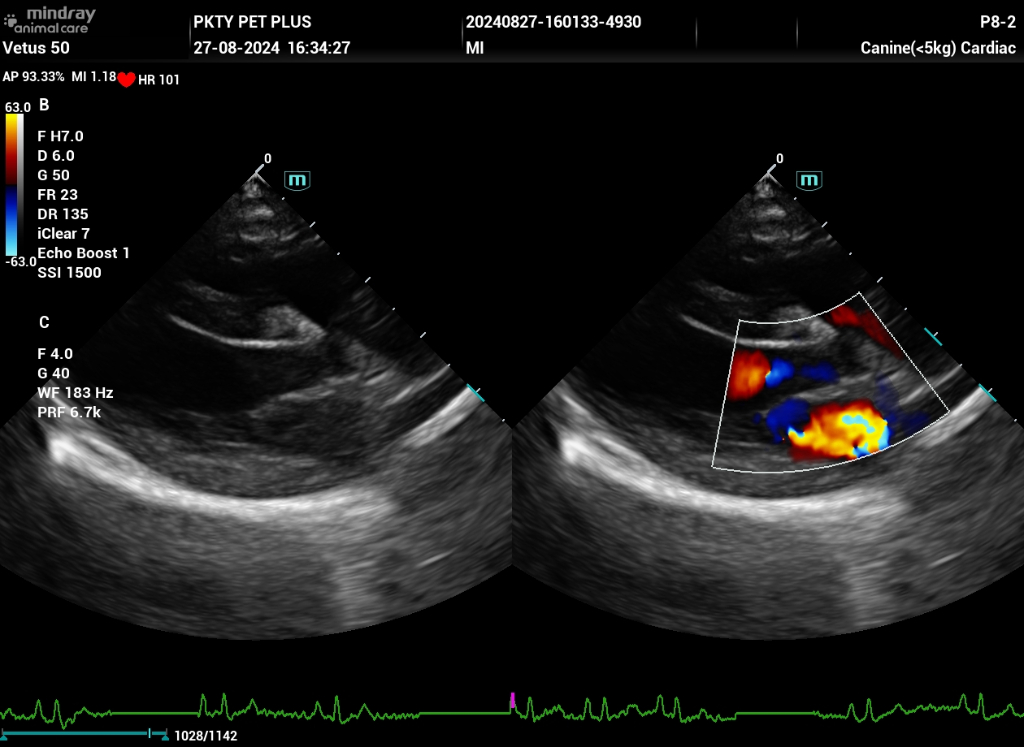 mindray
animalcare
Vetus 50
PKTY PET PLUS
27-08-2024 16:34:27
20240827-160133-4930
MI
P8-2
Canine(<5kg) Cardiac
AP 93.33% MI 1.18 HR 101
63.0
-63.0
B
F H7.0
D 6.0
G 50
FR 23
DR 135
iClear 7
Echo Boost 1
SSI 1500
C
F 4.0
G 40
WF 183 Hz
PRF 6.7k
0
m
0
m
1028/1142